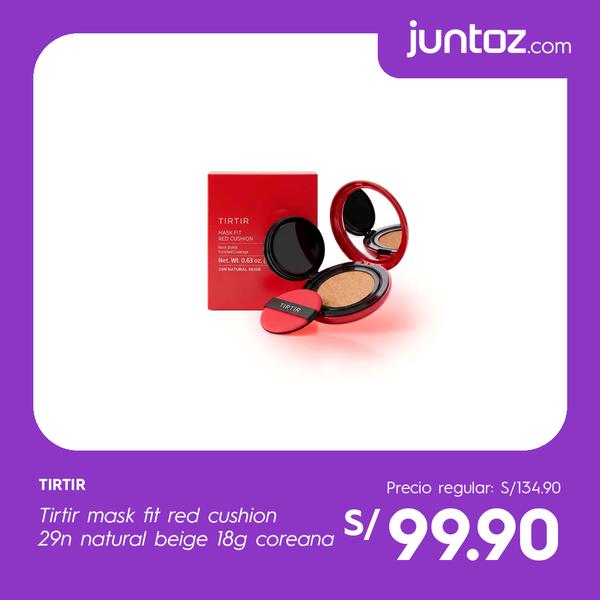 juntoz.com
TIRTIR
MASK FIT
RED CUSHION
Net. Wt. 0.63 oz.
29N NATURAL BEIGE
TIRTIR
TIRTIR
Precio regular: S/134.90
Tirtir mask fit red cushion
29n natural beige 18g coreana
S/99.90